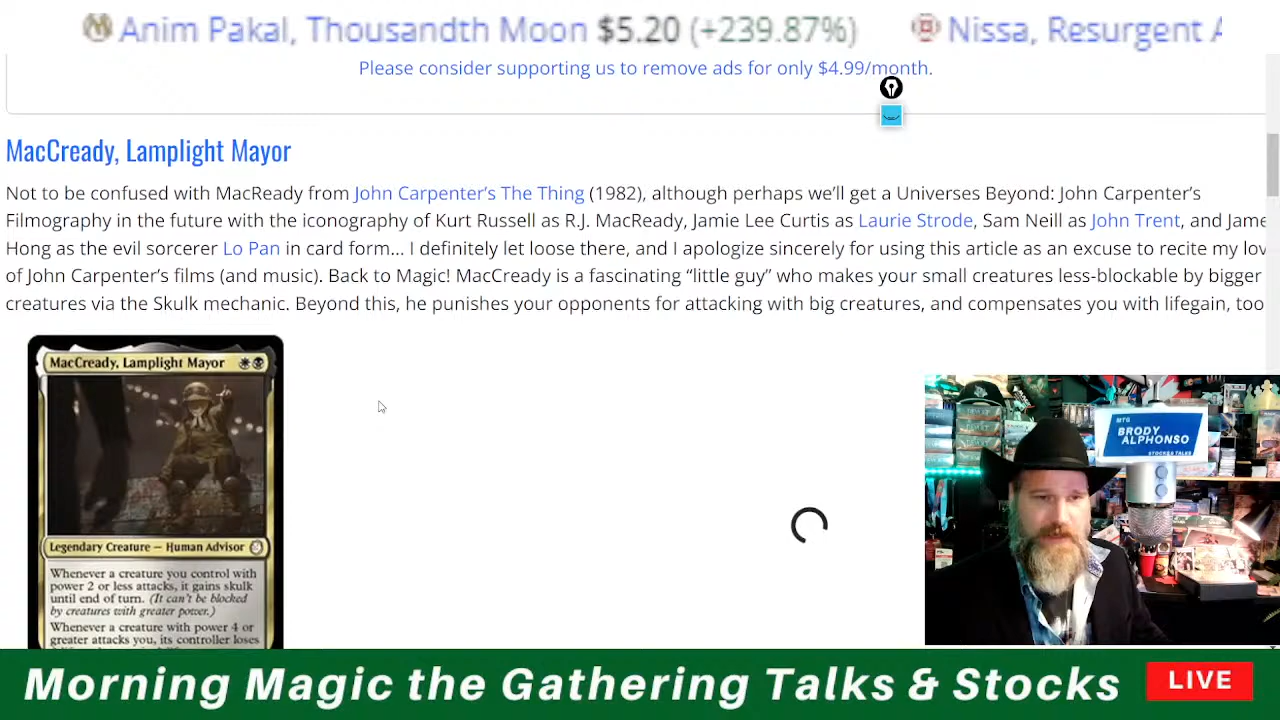 Anim Pakal, Thousandth Moon $5.20 (+239.87%) Nissa, Resurgent
Please consider supporting us to remove ads for only $4.99/month.
MacCready, Lamplight Mayor
Not to be confused with MacReady from John Carpenter's The Thing (1982), although perhaps we'll get a Universes Beyond: John Carpenter's
Filmography in the future with the iconography of Kurt Russell as R.J. MacReady, Jamie Lee Curtis as Laurie Strode, Sam Neill as John Trent, and Jame
Hong as the evil sorcerer Lo Pan in card form... I definitely let loose there, and I apologize sincerely for using this article as an excuse to recite my lov
of John Carpenter's films (and music). Back to Magic! MacCready is a fascinating “little guy” who makes your small creatures less-blockable by bigger
creatures via the Skulk mechanic. Beyond this, he punishes your opponents for attacking with big creatures, and compensates you with lifegain, too
MacCready, Lamplight Mayor
Legendary Creature — Human Advisor
Whenever a creature you control with
power 2 or less attacks, it gains skulk
until end of turn. (It can't be blocked
by creatures with greater power.)
Whenever a creature with power 4 or
greater attacks you, its controller loses
MTG
BRODY
ALPHONSO
STOCKS & TALKS
Morning Magic the Gathering Talks & Stocks
LIVE